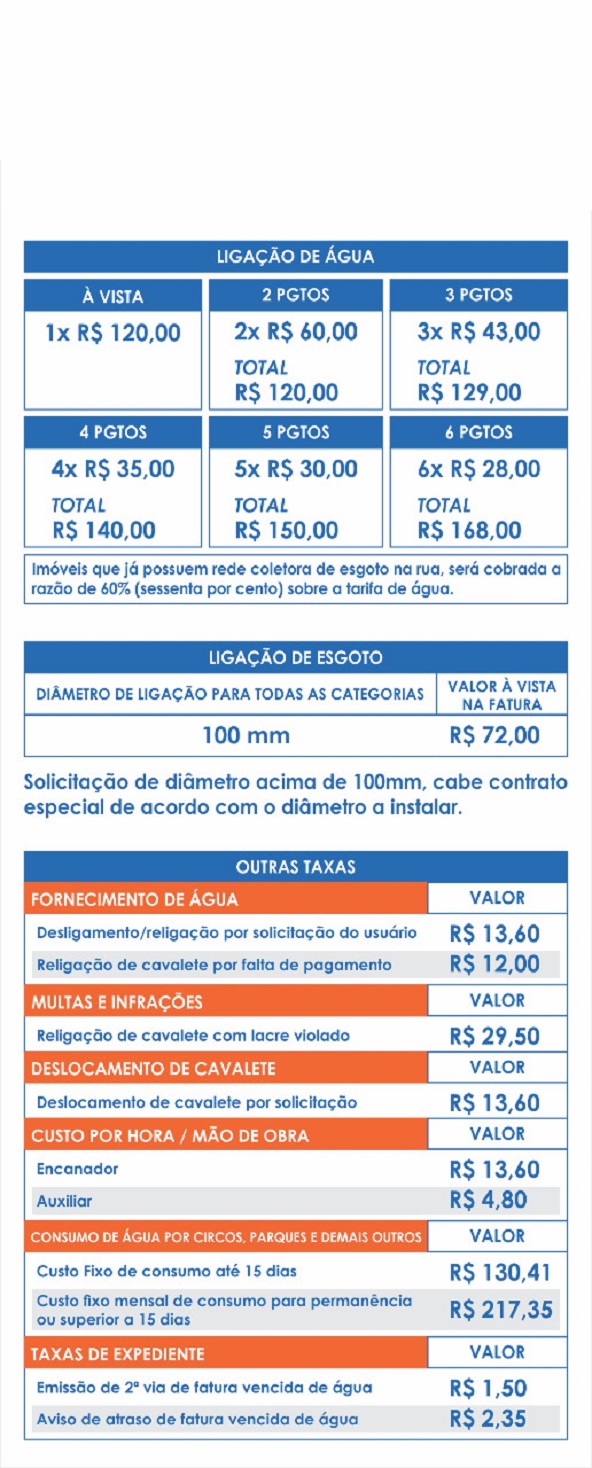 LIGAÇÃO DE ÁGUA
À VISTA
2 PGTOS
3 PGTOS
1x R$ 120,00
2x R$ 60,00
3x R$ 43,00
TOTAL
TOTAL
R$ 120,00
R$ 129,00
4 PGTOS
5 PGTOS
6 PGTOS
4x R$ 35,00
5x R$ 30,00
6x R$ 28,00
TOTAL
TOTAL
TOTAL
R$ 140,00
R$ 150,00
R$ 168,00
Imóveis que já possuem rede coletora de esgoto na rua, será cobrada a
razão de 60% (sessenta por cento) sobre a tarifa de água.
LIGAÇÃO DE ESGOTO
DIÂMETRO DE LIGAÇÃO PARA TODAS AS CATEGORIAS
VALOR À VISTA
NA FATURA
100 mm
R$ 72,00
Solicitação de diâmetro acima de 100mm, cabe contrato
especial de acordo com o diâmetro a instalar.
OUTRAS TAXAS
FORNECIMENTO DE ÁGUA
VALOR
Desligamento/religação por solicitação do usuário
R$ 13,60
Religação de cavalete por falta de pagamento
R$ 12,00
MULTAS E INFRAÇÕES
VALOR
Religação de cavalete com lacre violado
R$ 29,50
DESLOCAMENTO DE CAVALETE
VALOR
Deslocamento de cavalete por solicitação
R$ 13,60
CUSTO POR HORA / MÃO DE OBRA
VALOR
Encanador
R$ 13,60
Auxiliar
R$ 4,80
CONSUMO DE ÁGUA POR CIRCOS, PARQUES E DEMAIS OUTROS
VALOR
Custo Fixo de consumo até 15 dias
R$ 130,41
Custo fixo mensal de consumo para permanência
ou superior a 15 dias
R$ 217,35
TAXAS DE EXPEDIENTE
VALOR
Emissão de 2ª via de fatura vencida de água
R$ 1,50
Aviso de atraso de fatura vencida de água
R$ 2,35